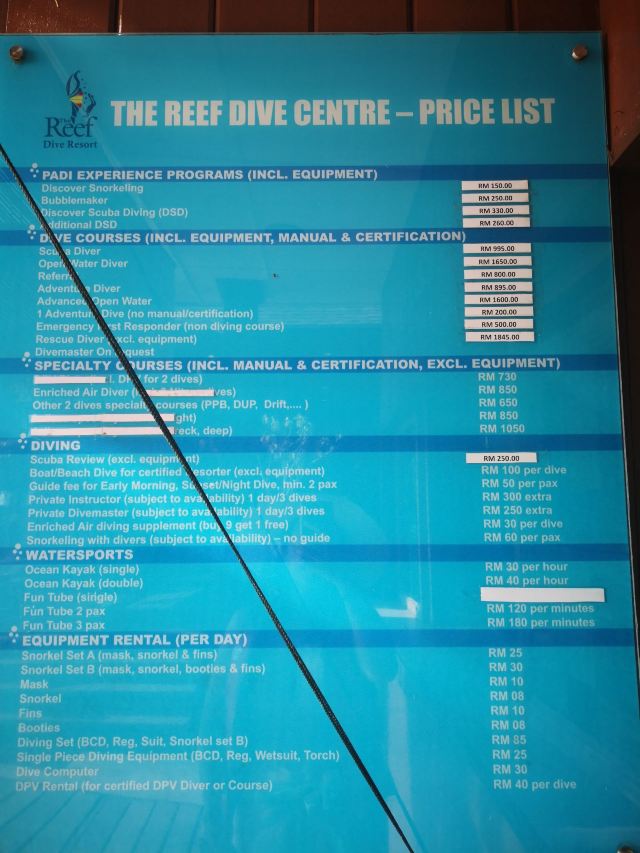 The
Reef
Dive Resort
THE REEF DIVE CENTRE – PRICE LIST
PADI EXPERIENCE PROGRAMS (INCL. EQUIPMENT)
Discover Snorkeling RM 150.00
Bubblemaker RM 250.00
Discover Scuba Diving (DSD) RM 330.00
Additional DSD RM 260.00
DIVE COURSES (INCL. EQUIPMENT, MANUAL & CERTIFICATION)
Scuba Diver RM 995.00
Open Water Diver RM 1650.00
Referral RM 800.00
Adventure Diver RM 895.00
Advanced Open Water RM 1600.00
1 Adventure Dive (no manual/certification) RM 200.00
Emergency First Responder (non diving course) RM 500.00
Rescue Diver (excl. equipment) RM 1845.00
Divemaster On Request
SPECIALTY COURSES (INCL. MANUAL & CERTIFICATION, EXCL. EQUIPMENT)
for 2 dives) RM 730
Enriched Air Diver RM 850
Other 2 dives specialty courses (PPB, DUP, Drift,.... ) RM 650
ght) RM 850
reck, deep) RM 1050
DIVING
Scuba Review (excl. equipment) RM 250.00
Boat/Beach Dive for certified Resorter (excl. equipment) RM 100 per dive
Guide fee for Early Morning, Sunset/Night Dive, min. 2 pax RM 50 per pax
Private Instructor (subject to availability) 1 day/3 dives RM 300 extra
Private Divemaster (subject to availability) 1 day/3 dives RM 250 extra
Enriched Air diving supplement (buy 9 get 1 free) RM 30 per dive
Snorkeling with divers (subject to availability) – no guide RM 60 per pax
WATERSPORTS
Ocean Kayak (single) RM 30 per hour
Ocean Kayak (double) RM 40 per hour
Fun Tube (single)
Fun Tube 2 pax RM 120 per minutes
Fun Tube 3 pax RM 180 per minutes
EQUIPMENT RENTAL (PER DAY)
Snorkel Set A (mask, snorkel & fins) RM 25
Snorkel Set B (mask, snorkel, booties & fins) RM 30
Mask RM 10
Snorkel RM 08
Fins RM 10
Booties RM 08
Diving Set (BCD, Reg, Suit, Snorkel set B) RM 85
Single Piece Diving Equipment (BCD, Reg, Wetsuit, Torch) RM 25
Dive Computer RM 30
DPV Rental (for certified DPV Diver or Course) RM 40 per dive